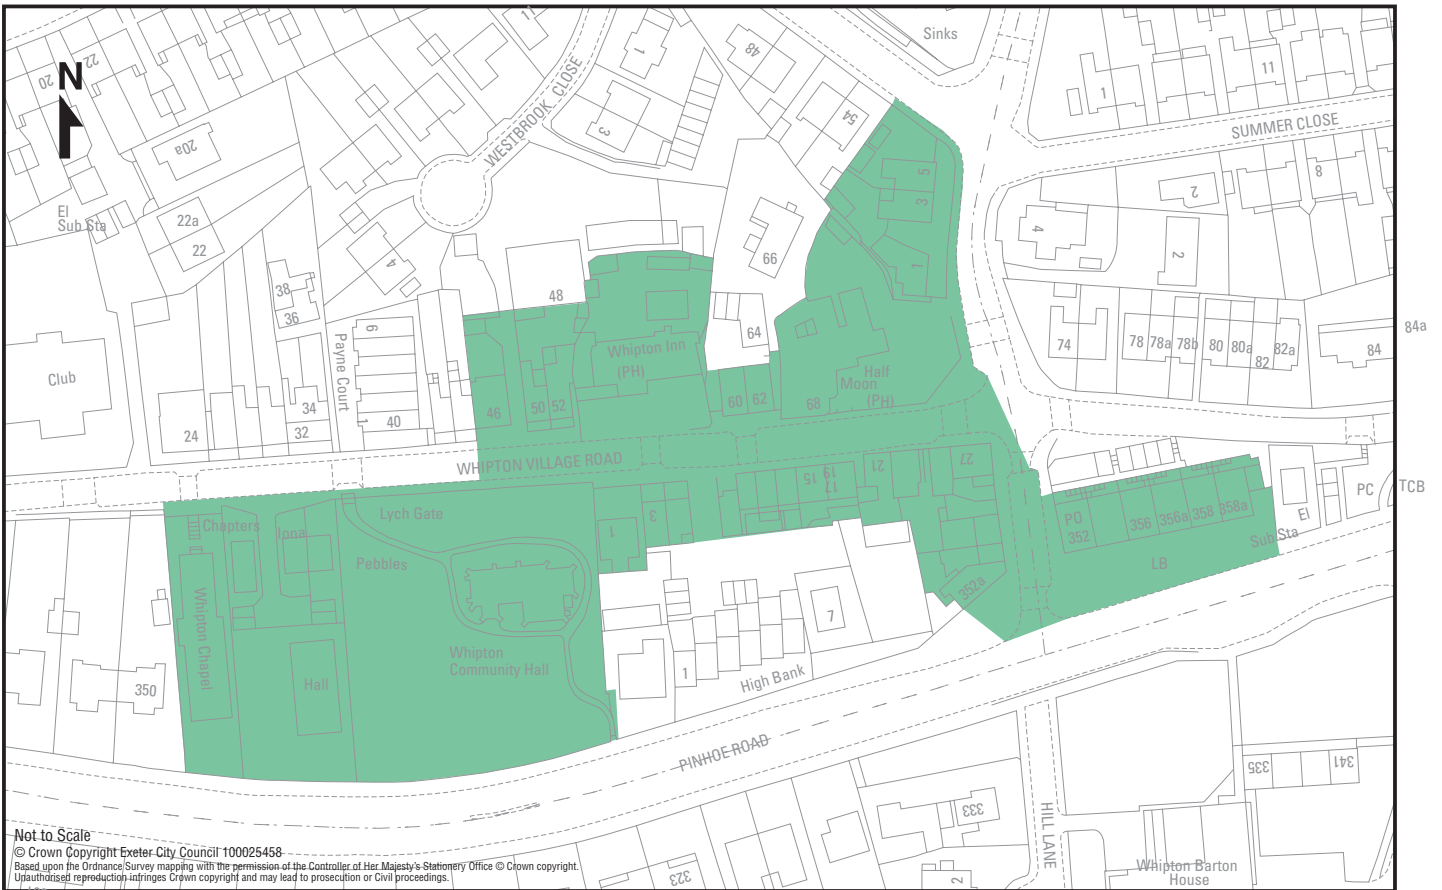 Sinks
11
1
48
11
22
20
N
1
3
54
SUMMER CLOSE
WESTBROOK CLOSE
20a
5
3
2
8
El
Sub Sta
22a
22
4
2
66
1
4
38
36
48
6
Payne Court
64
Whipton Inn
(PH)
74
78
78a
78b
80
80a
82
82a
84
84a
Club
Half
Moon
(PH)
46
50
52
60
62
68
34
32
24
1
40
WHIPTON VILLAGE ROAD
27
21
19
17
15
PC
TCB
Chapters
Iona
Lych Gate
3
1
PO
352
356
356a
358
358a
El
Sub Sta
Pebbles
LB
Whipton Chapel
352a
7
Whipton
Community Hall
1
High Bank
350
Hall
PINHOE ROAD
335
341
333
HILL LANE
Whipton Barton
House
323
2
Not to Scale
© Crown Copyright Exeter City Council 100025458
Based upon the Ordnance Survey mapping with the permission of the Controller of Her Majesty's Stationery Office © Crown copyright.
Unauthorised reproduction infringes Crown copyright and may lead to prosecution or Civil proceedings.